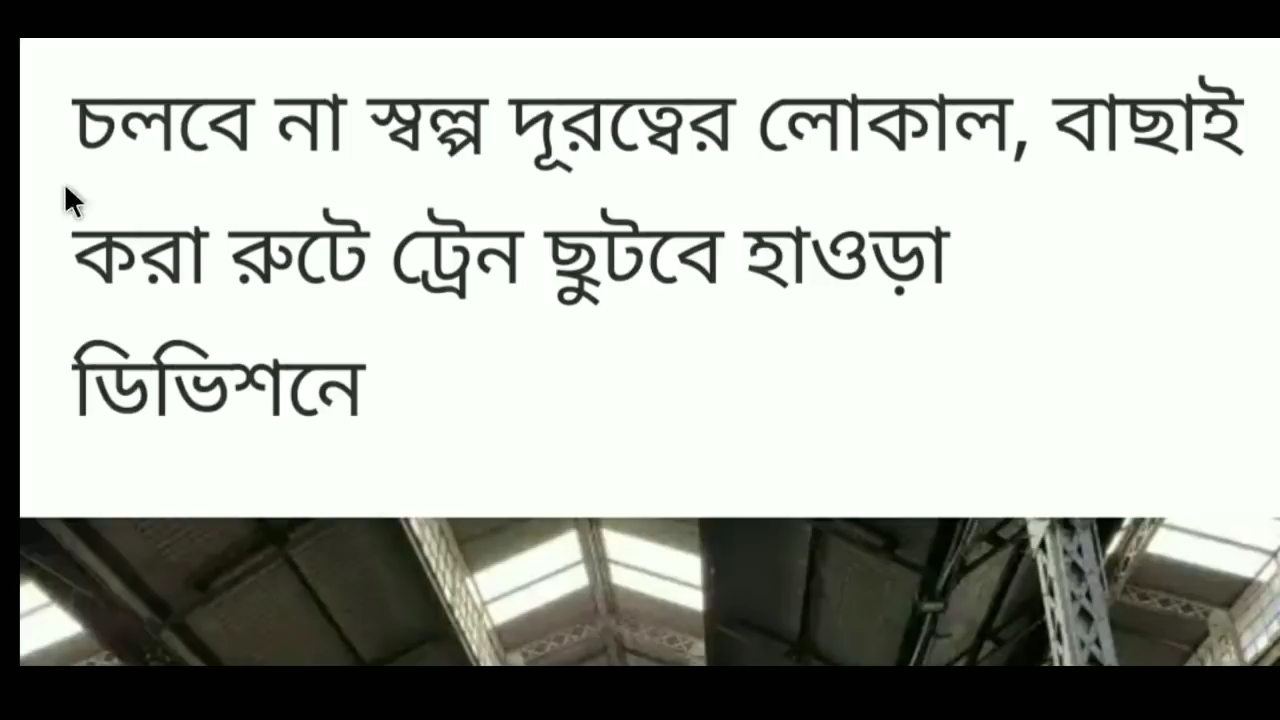 চলবে না স্বল্প দূরত্বের লোকাল, বাছাই
করা রুটে ট্রেন ছুটবে হাওড়া
ডিভিশনে